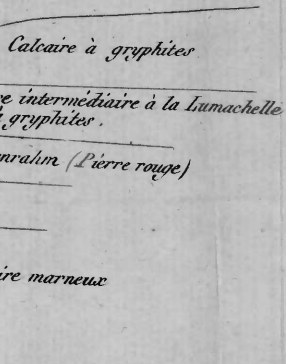 Calcaire à gryphites
re intermédiaire à la Lumachelle
gryphites.
nrahm (Pierre rouge)
ire marneux